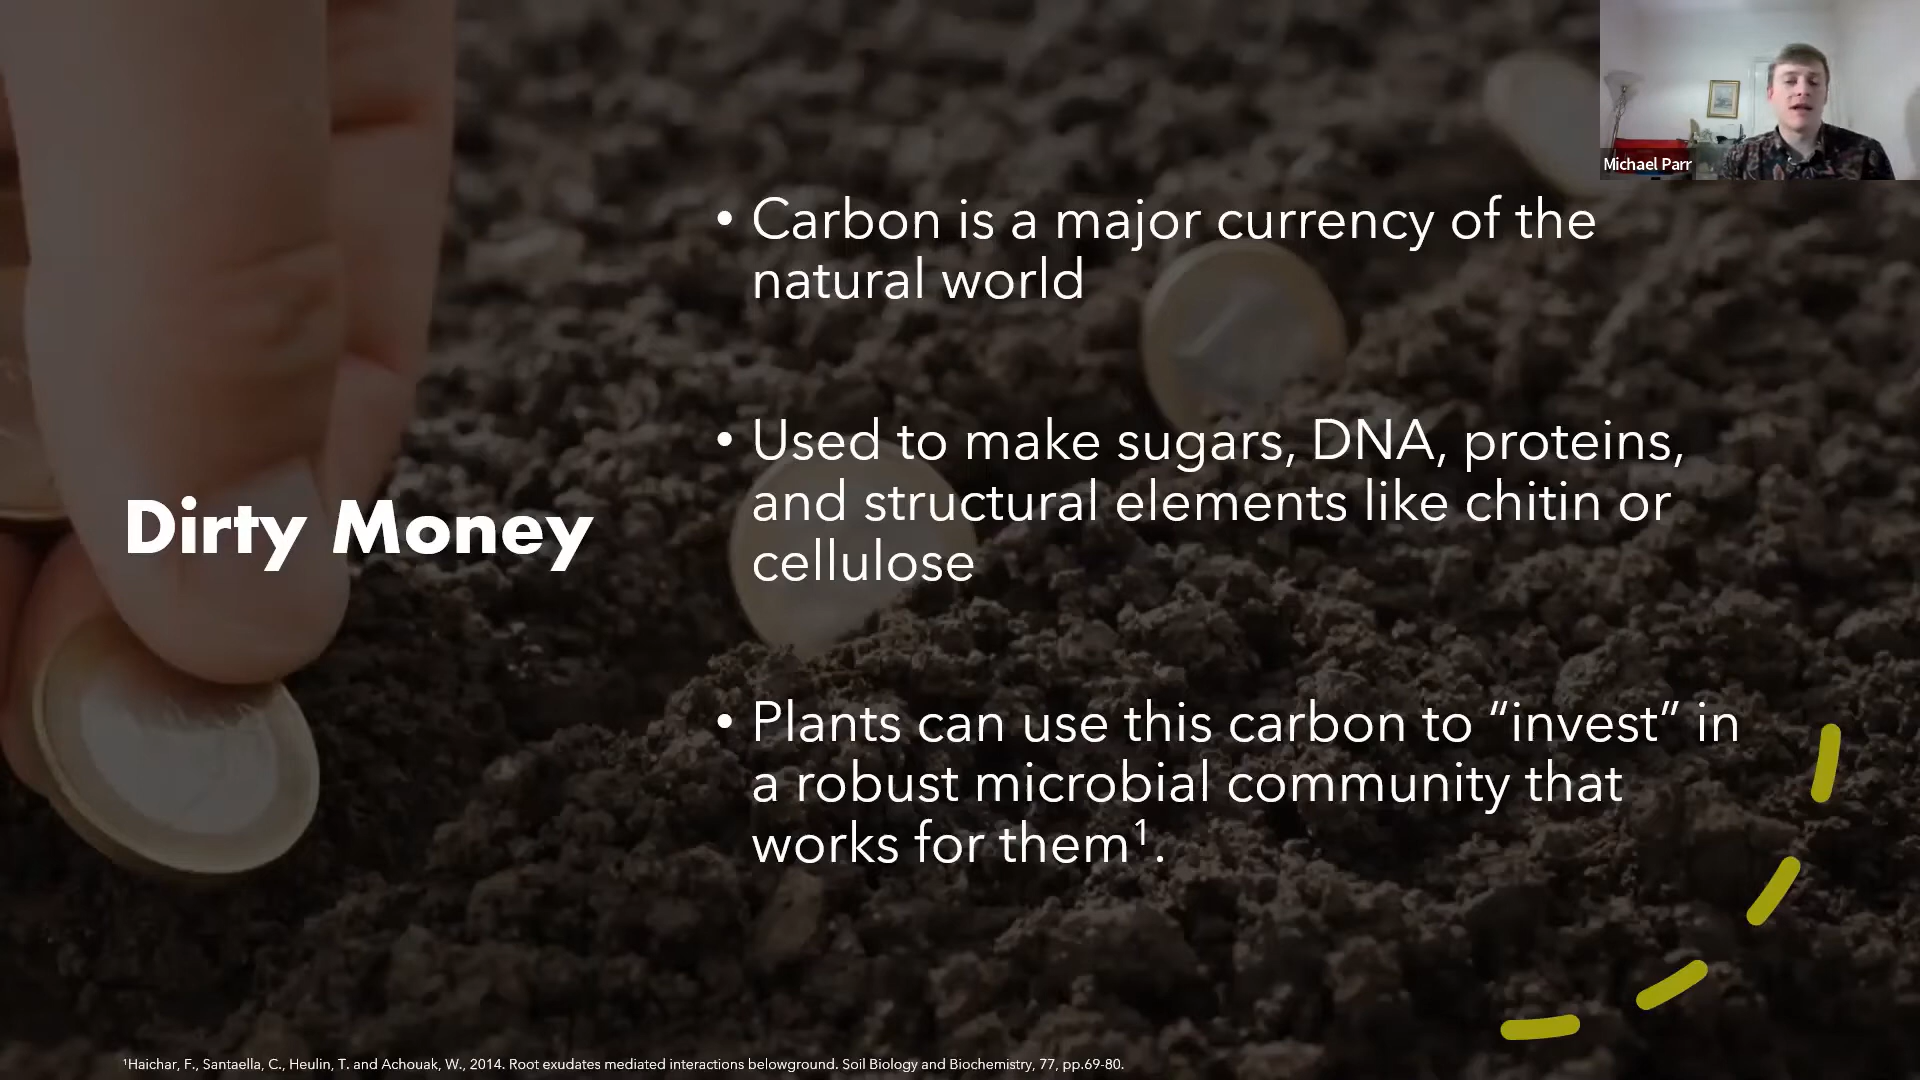 Michael Parr
Dirty Money
• Carbon is a major currency of the
natural world
• Used to make sugars, DNA, proteins,
and structural elements like chitin or
cellulose
• Plants can use this carbon to “invest” in
a robust microbial community that
works for them¹.
¹Haichar, F., Santaella, C., Heulin, T. and Achouak, W., 2014. Root exudates mediated interactions belowground. Soil Biology and Biochemistry, 77, pp.69-80.